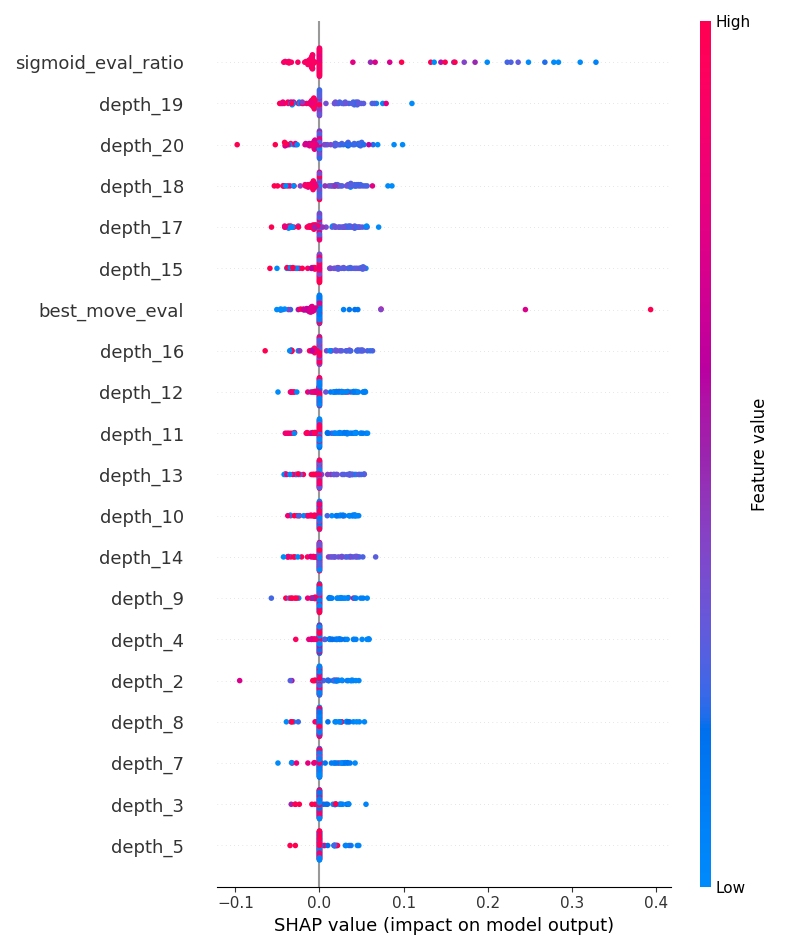 High
sigmoid_eval_ratio
depth_19
depth_20
depth_18
depth_17
depth_15
best_move_eval
depth_16
depth_12
depth_11
depth_13
depth_10
depth_14
depth_9
depth_4
depth_2
depth_8
depth_7
depth_3
depth_5
Feature value
Low
−0.1 0.0 0.1 0.2 0.3 0.4
SHAP value (impact on model output)